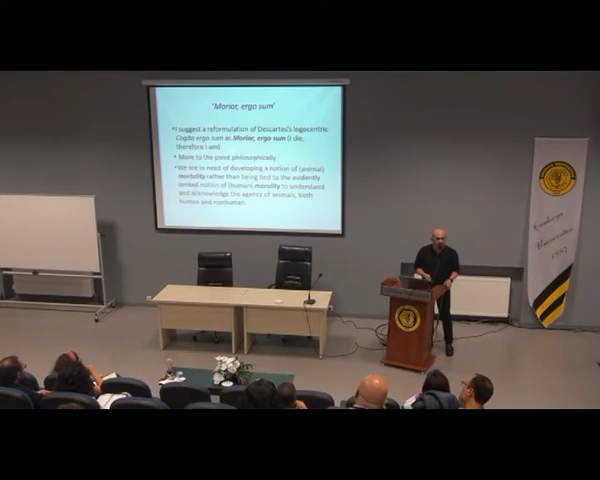 'Morior, ergo sum'
•I suggest a reformulation of Descartes's logocentric
Cogito ergo sum as Morior, ergo sum (I die,
therefore I am)
• More to the point philosophically
•We are in need of developing a notion of (animal)
mortality rather than being tied to the evidently
limited notion of (human) morality to understand
and acknowledge the agency of animals, both
human and nonhuman.
1997